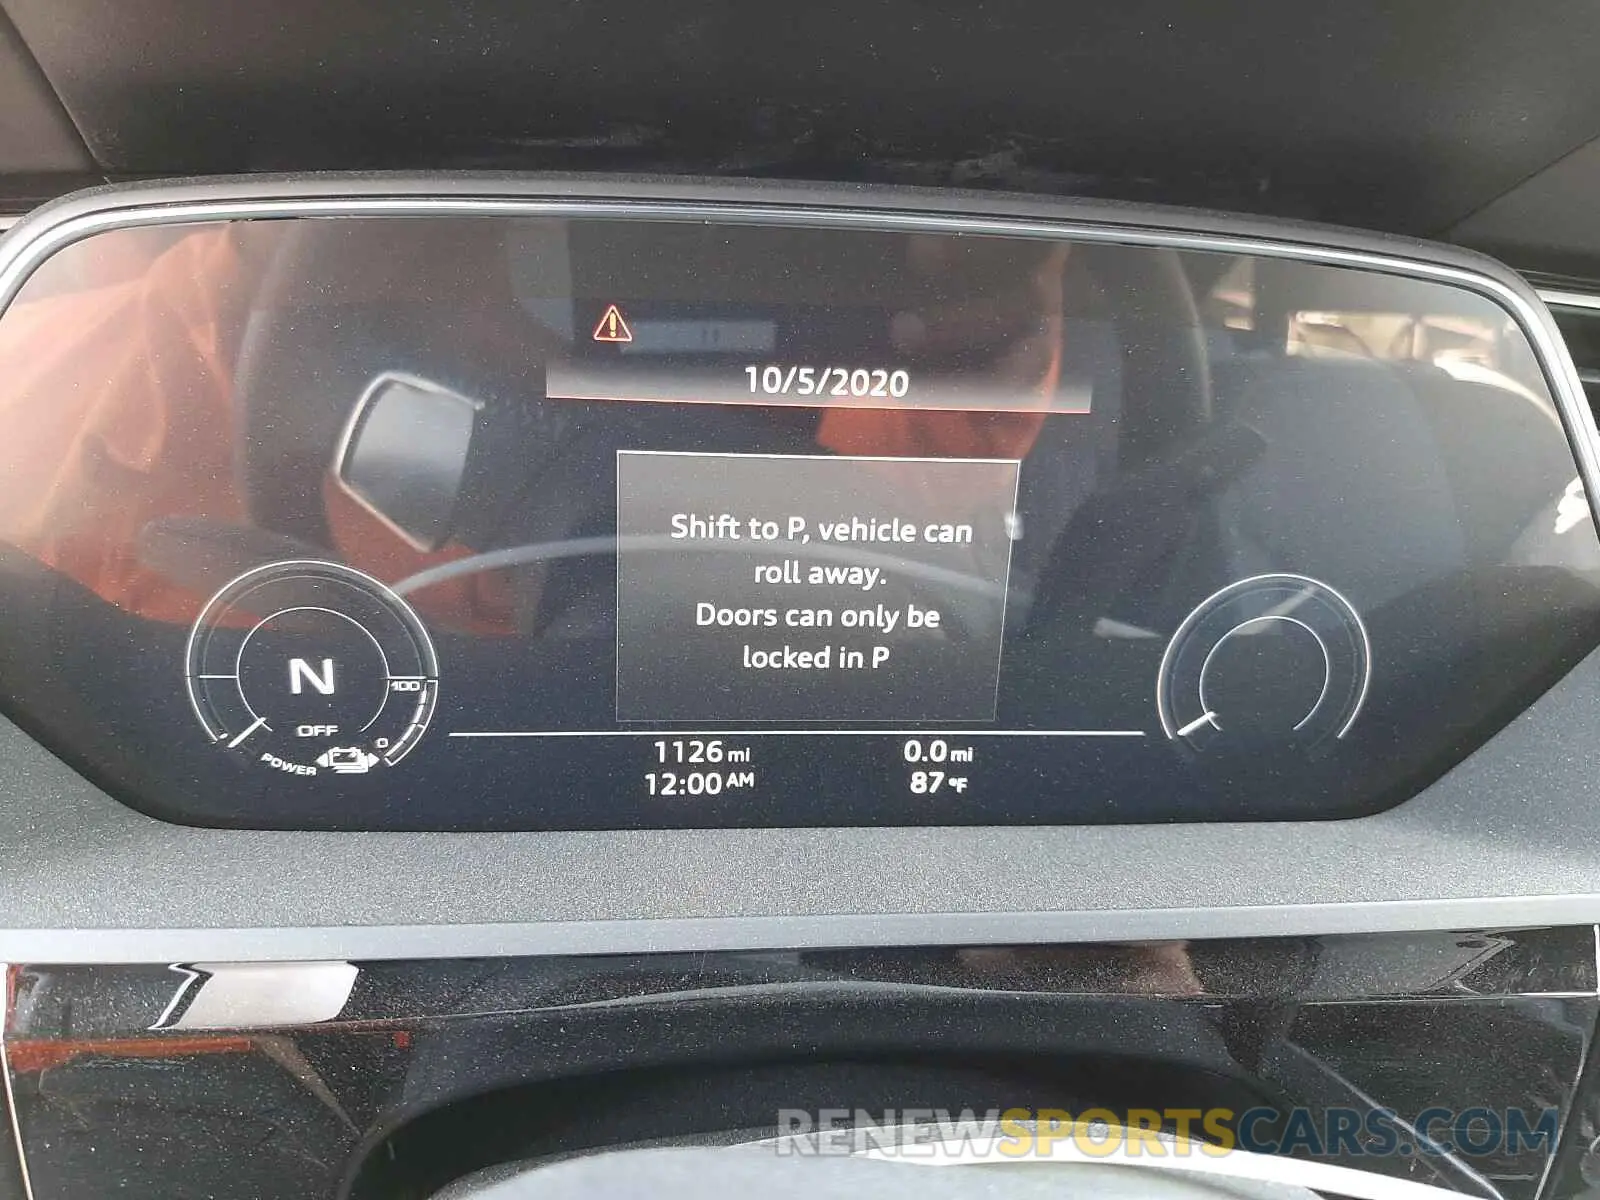 10/5/2020
Shift to P, vehicle can
roll away.
Doors can only be
locked in P
N
100
OFF
0
POWER
1126 mi
0.0 mi
12:00 AM
87 °F
RENEWSPORTSCARS.COM